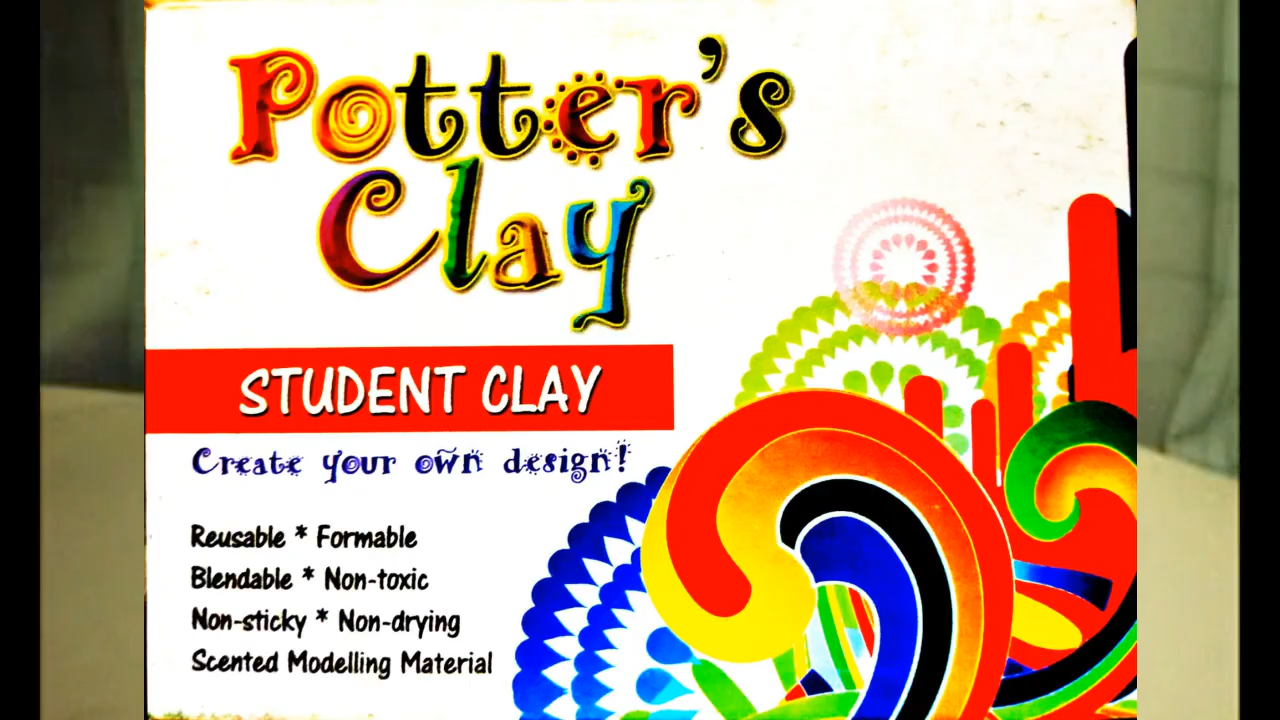 Potter's
Clay
STUDENT CLAY
Create your own design!
Reusable * Formable
Blendable * Non-toxic
Non-sticky * Non-drying
Scented Modelling Material